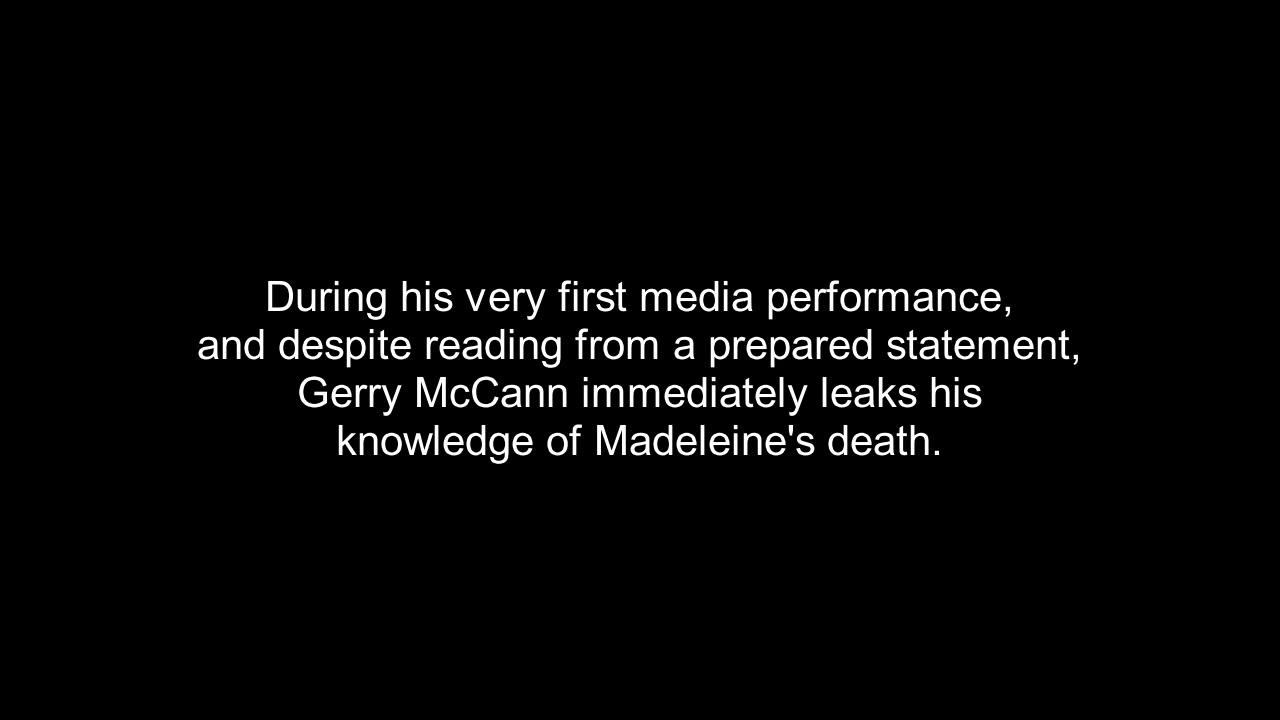 During his very first media performance,
and despite reading from a prepared statement,
Gerry McCann immediately leaks his
knowledge of Madeleine's death.